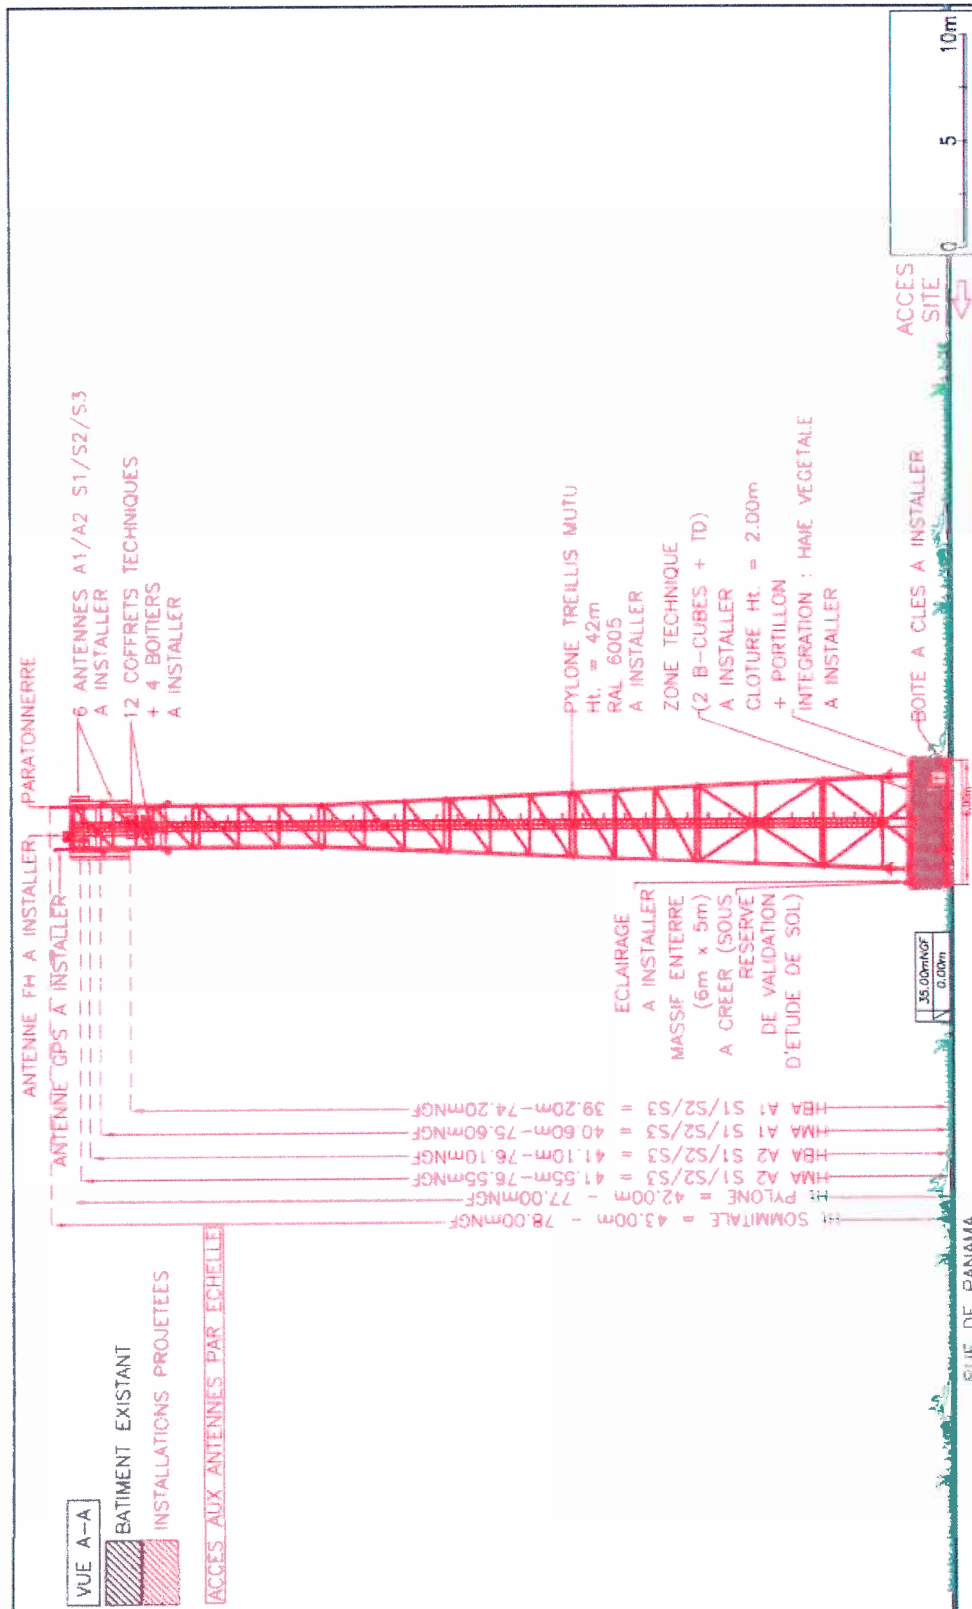 VUE A-A
BATIMENT EXISTANT
INSTALLATIONS PROJETEES
ACCES AUX ANTENNES PAR ECHELLE
ANTENNE FH A INSTALLER
PARATONNERRE
ANTENNE GPS A INSTALLER
6 ANTENNES A1/A2 S1/S2/S3
A INSTALLER
12 COFFRETS TECHNIQUES
+ 4 BOITIERS
A INSTALLER
Ht SOMMITALE = 43.00m - 78.00mNGF
Ht PYLONE = 42.00m - 77.00mNGF
HMA A2 S1/S2/S3 = 41.55m-76.55mNGF
HBA A2 S1/S2/S3 = 41.10m-76.10mNGF
HMA A1 S1/S2/S3 = 40.60m-75.60mNGF
HBA A1 S1/S2/S3 = 39.20m-74.20mNGF
PYLONE TREILLIS MUTU
Ht. = 42m
RAL 6005
A INSTALLER
ZONE TECHNIQUE
(2 B-CUBES + TD)
A INSTALLER
CLOTURE Ht. = 2.00m
+ PORTILLON
INTEGRATION : HAIE VEGETALE
A INSTALLER
ECLAIRAGE
A INSTALLER
MASSIF ENTERRE
(6m x 5m)
A CREER (SOUS
RESERVE
DE VALIDATION
D'ETUDE DE SOL)
BOITE A CLES A INSTALLER
35.00mNGF
0.00m
ACCES
SITE
0 5 10m
RUE DE PANAMA